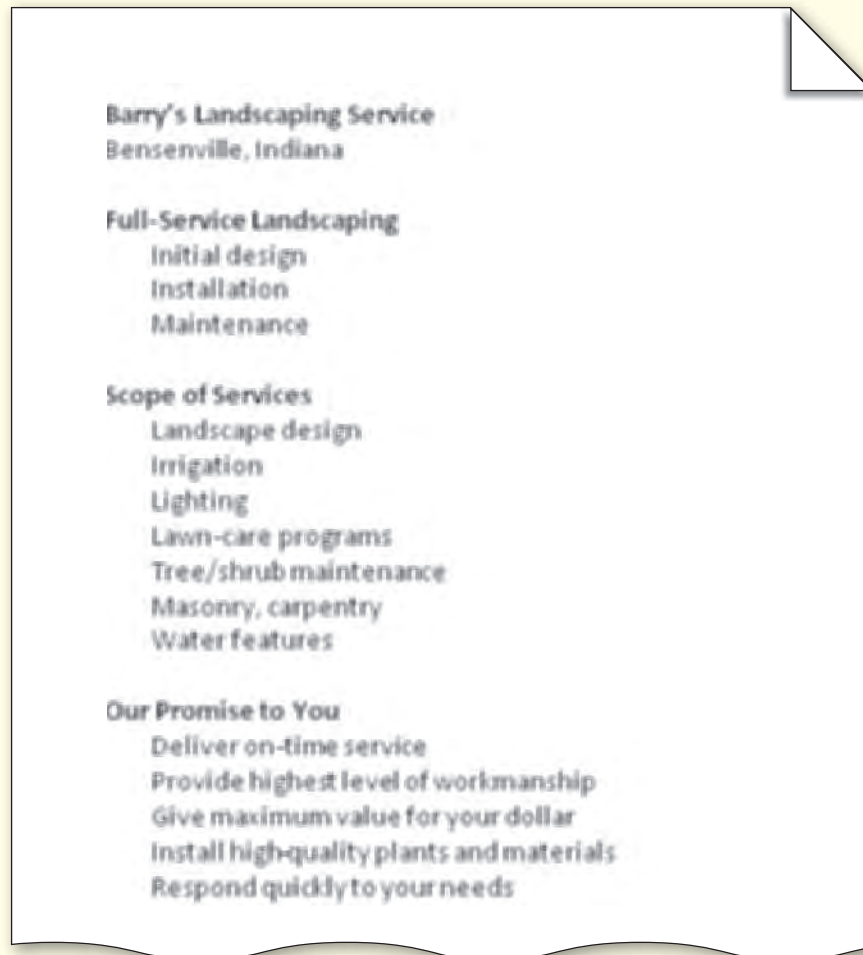 Barry's Landscaping Service
Bensenville, Indiana
Full-Service Landscaping
Initial design
Installation
Maintenance
Scope of Services
Landscape design
Irrigation
Lighting
Lawn-care programs
Tree/shrub maintenance
Masonry, carpentry
Water features
Our Promise to You
Deliver on-time service
Provide highest level of workmanship
Give maximum value for your dollar
Install high-quality plants and materials
Respond quickly to your needs